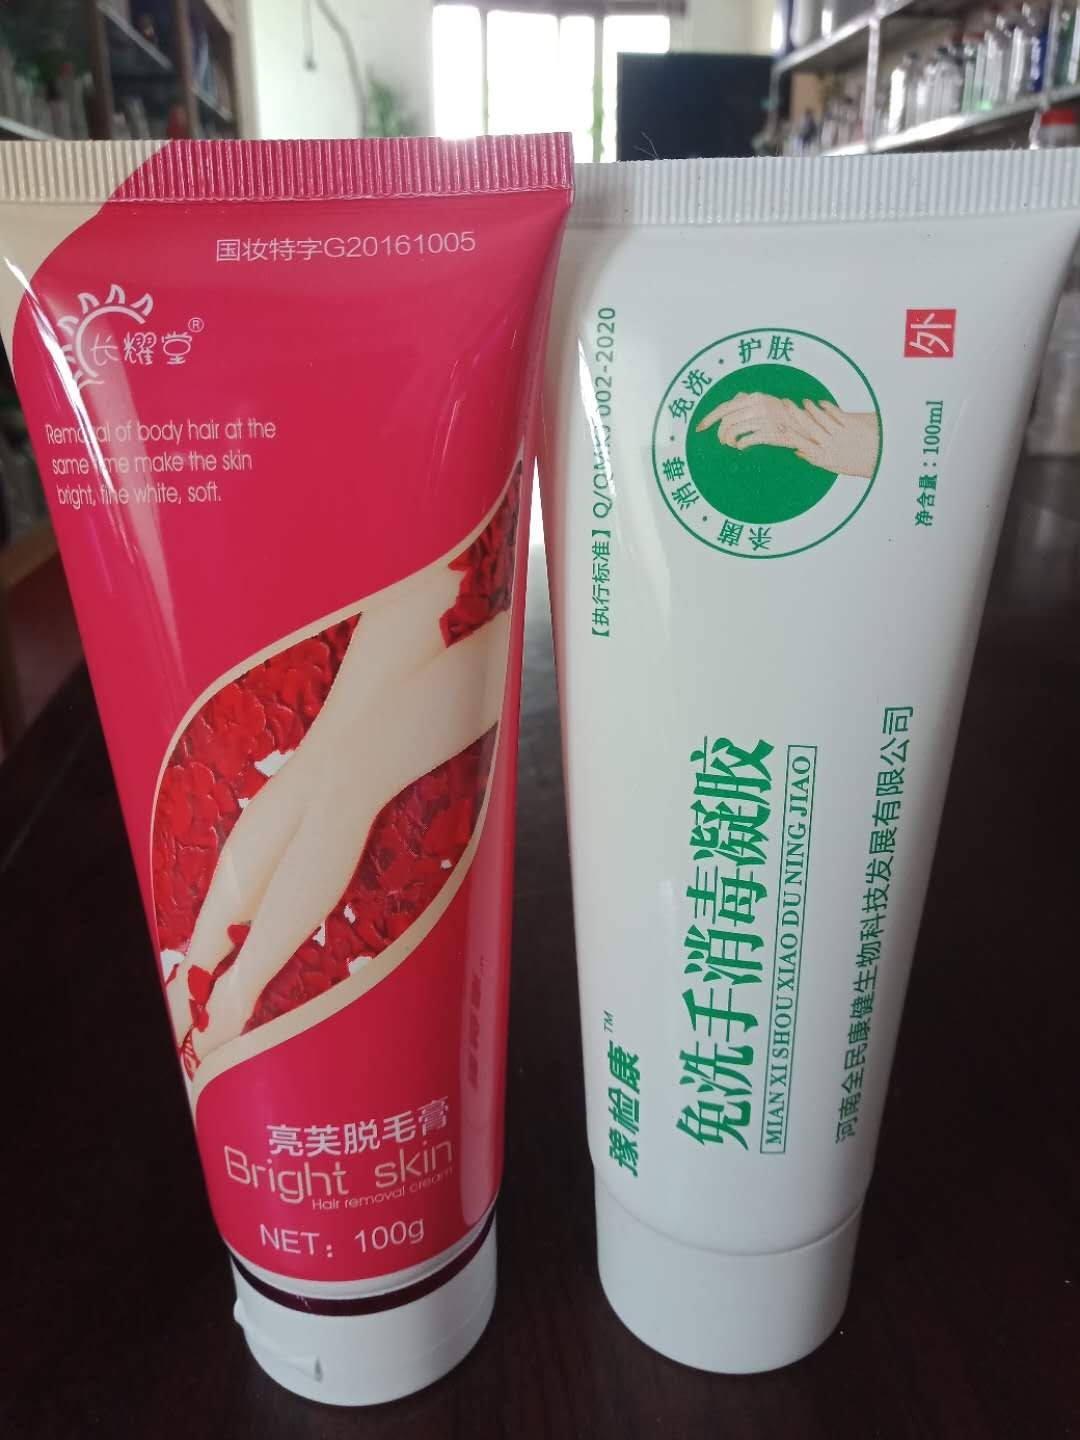 国妆特字G20161005
长耀堂®
Removal of body hair at the
same time make the skin
bright, fine white, soft.
亮芙脱毛膏
Bright skin
Hair removal cream
NET：100g
【执行标准】Q/QMKJ 002-2020
杀菌·消毒·免洗·护肤
外
净含量：100ml
豫检康™
免洗手消毒凝胶
MIAN XI SHOU XIAO DU NING JIAO
河南全民康健生物科技发展有限公司